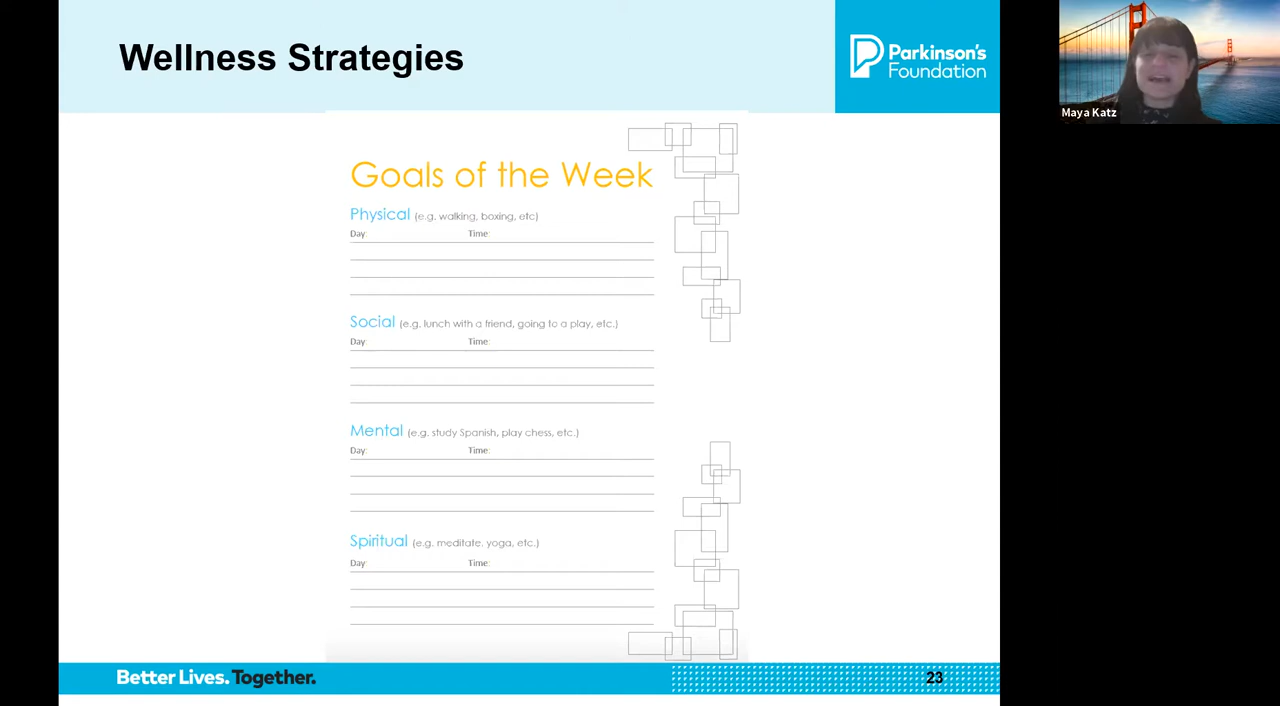 Wellness Strategies
Parkinson's
Foundation
Maya Katz
Goals of the Week
Physical (e.g. walking, boxing, etc)
Day: Time:
Social (e.g. lunch with a friend, going to a play, etc.)
Day: Time:
Mental (e.g. study Spanish, play chess, etc.)
Day: Time:
Spiritual (e.g. meditate, yoga, etc.)
Day: Time:
Better Lives. Together.
23